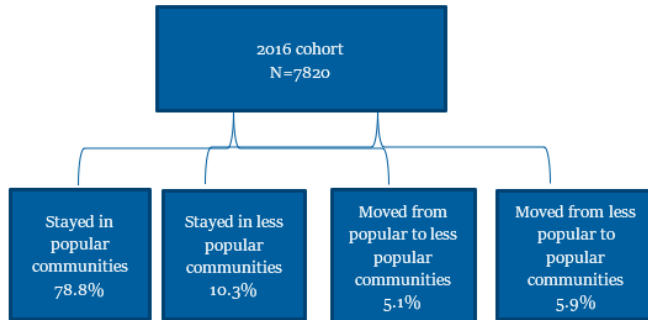 2016 cohort
N=7820
Stayed in
popular
communities
78.8%
Stayed in less
popular
communities
10.3%
Moved from
popular to less
popular
communities
5.1%
Moved from less
popular to
popular
communities
5.9%